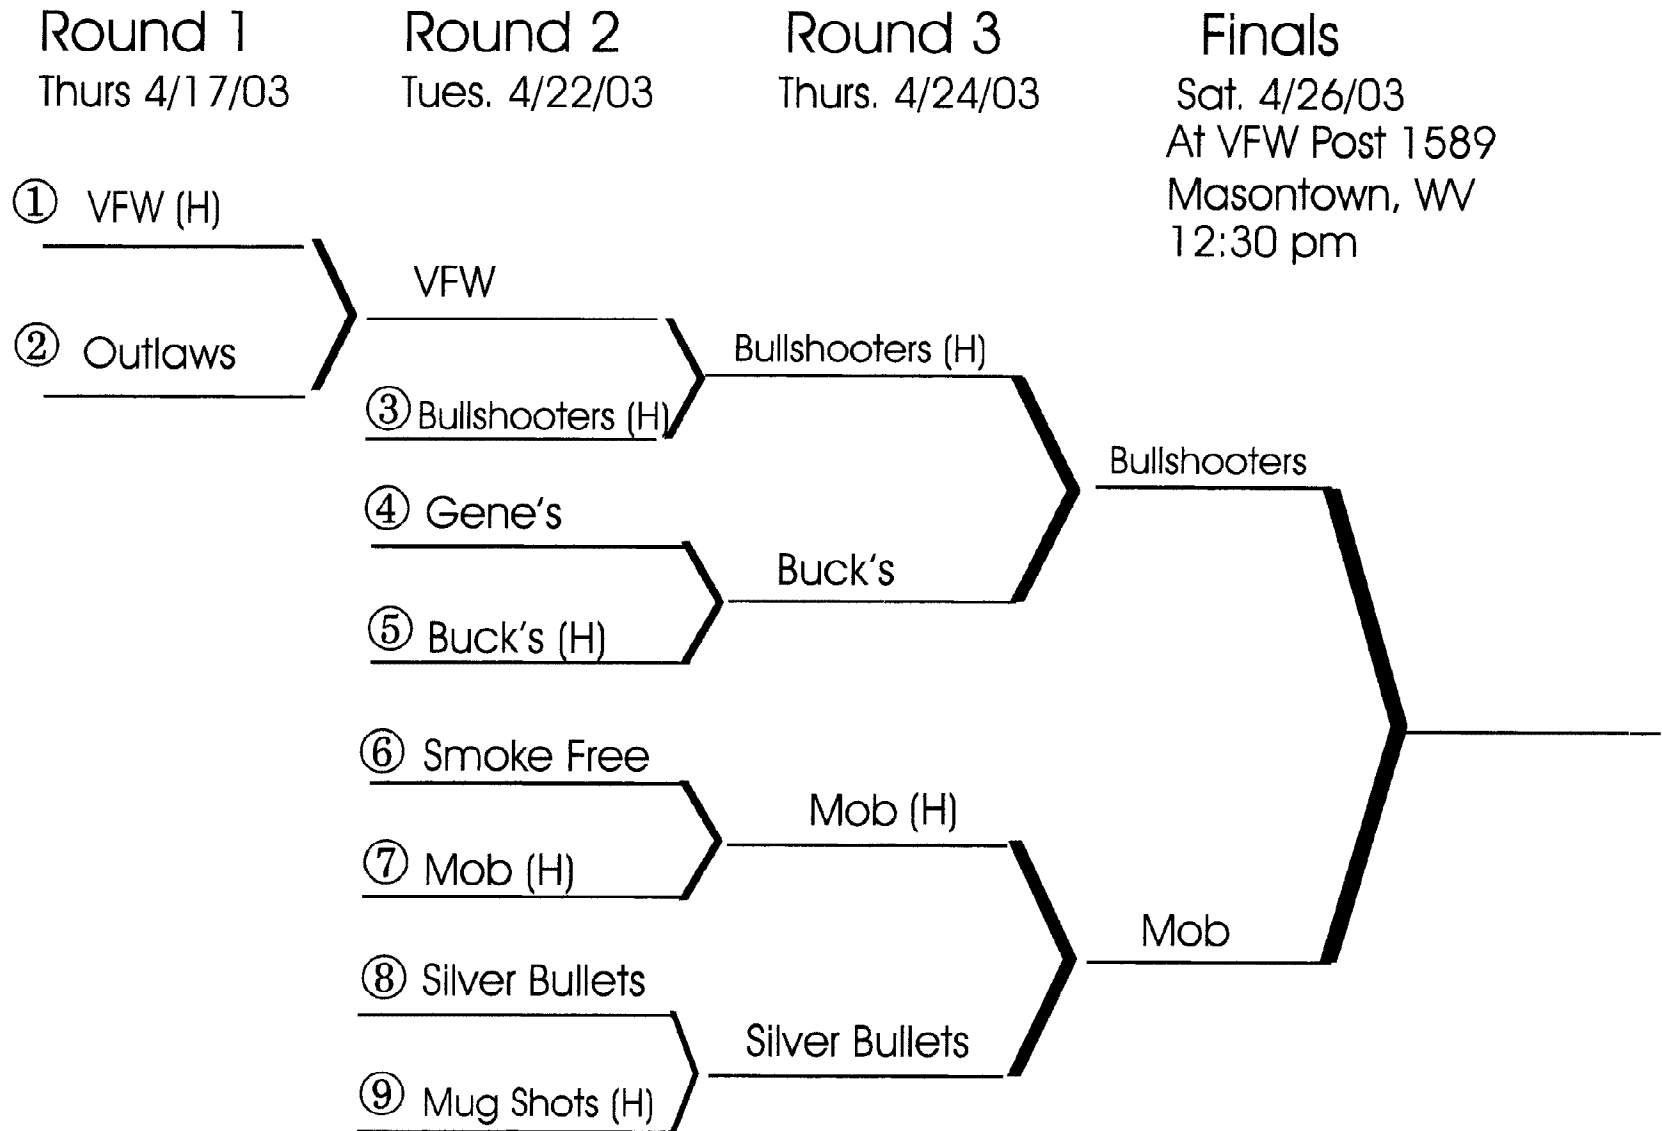 Round 1
Thurs 4/17/03
Round 2
Tues. 4/22/03
Round 3
Thurs. 4/24/03
Finals
Sat. 4/26/03
At VFW Post 1589
Masontown, WV
12:30 pm
① VFW (H)
② Outlaws
VFW
③ Bullshooters (H)
④ Gene's
⑤ Buck's (H)
⑥ Smoke Free
⑦ Mob (H)
⑧ Silver Bullets
⑨ Mug Shots (H)
Bullshooters (H)
Buck's
Mob (H)
Silver Bullets
Bullshooters
Mob